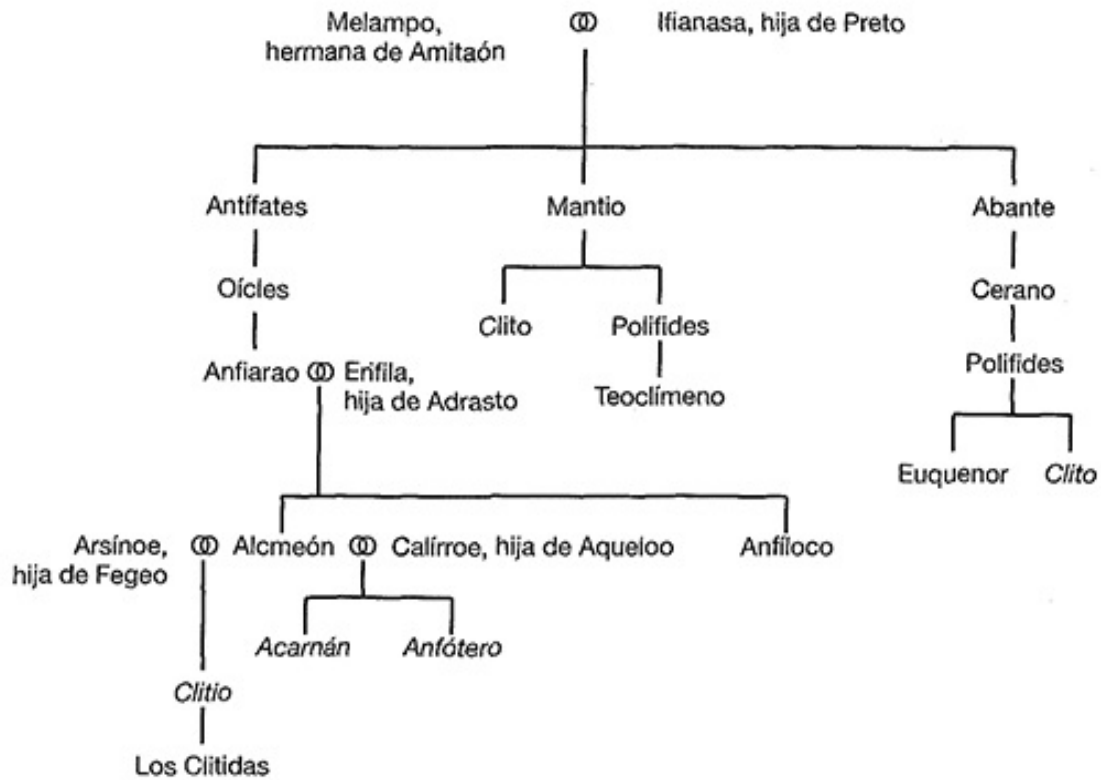 Melampo,
hermana de Amitaón
Ifianasa, hija de Preto
Antífates
Mantio
Abante
Oícles
Cerano
Clito
Polifides
Anfiarao
Erifila,
hija de Adrasto
Polifides
Teoclímeno
Euquenor
Clito
Arsínoe,
hija de Fegeo
Alcmeón
Calírroe, hija de Aqueloo
Anfíloco
Acarnán
Anfótero
Clitio
Los Clitidas